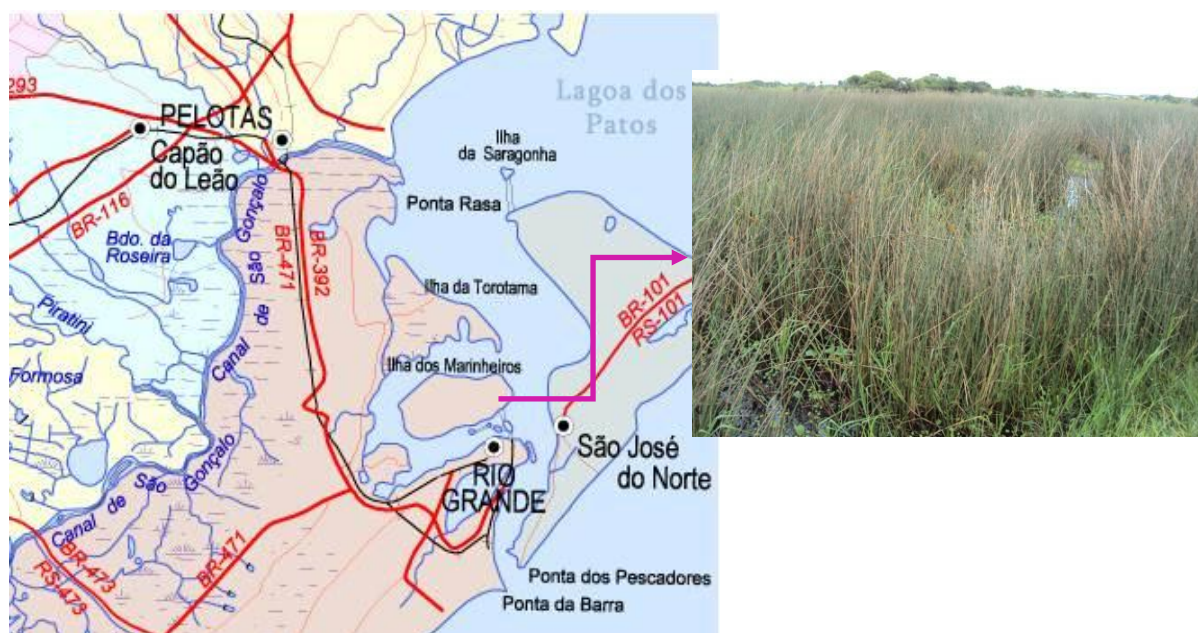 Lagoa dos
Patos
293
PELOTAS
Capão
do Leão
Ilha
da Saragonha
Ponta Rasa
BR-116
Bdo. da
Roseira
Canal de São Gonçalo
BR-471
BR-392
Ilha da Torotama
BR-101
RS-101
Piratini
Formosa
Ilha dos Marinheiros
São José
do Norte
RIO
GRANDE
Canal de São Gonçalo
BR-473
RS-473
BR-471
Ponta dos Pescadores
Ponta da Barra